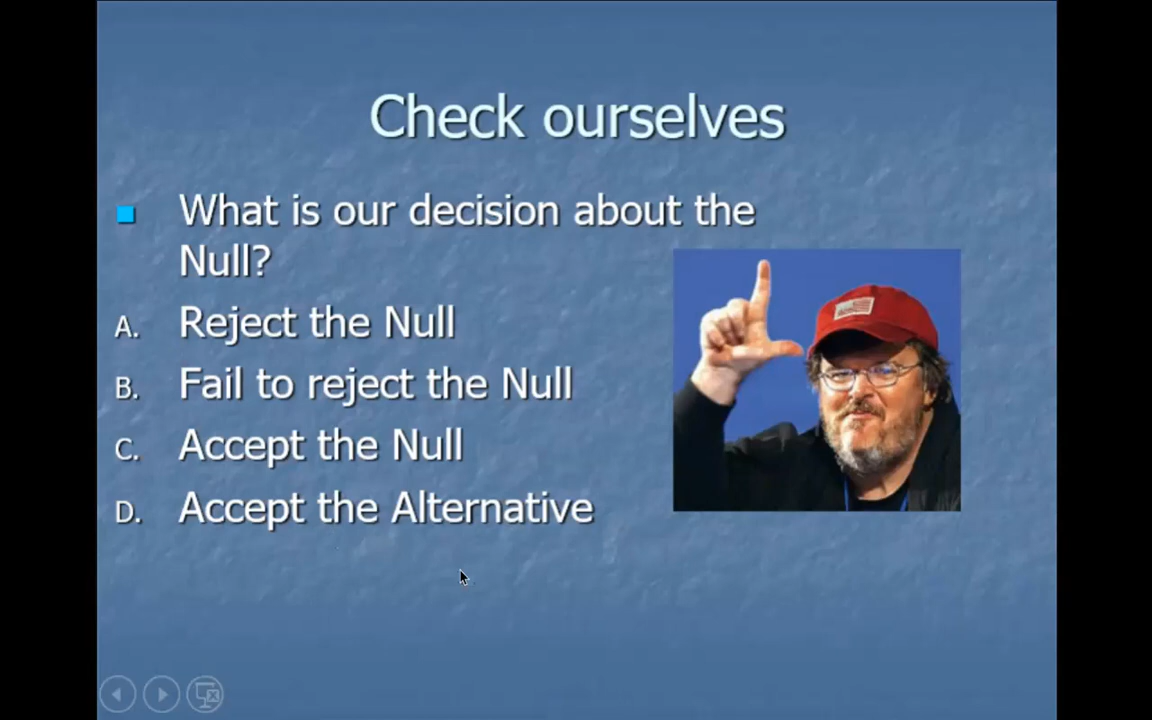 Check ourselves
What is our decision about the
Null?
A. Reject the Null
B. Fail to reject the Null
C. Accept the Null
D. Accept the Alternative